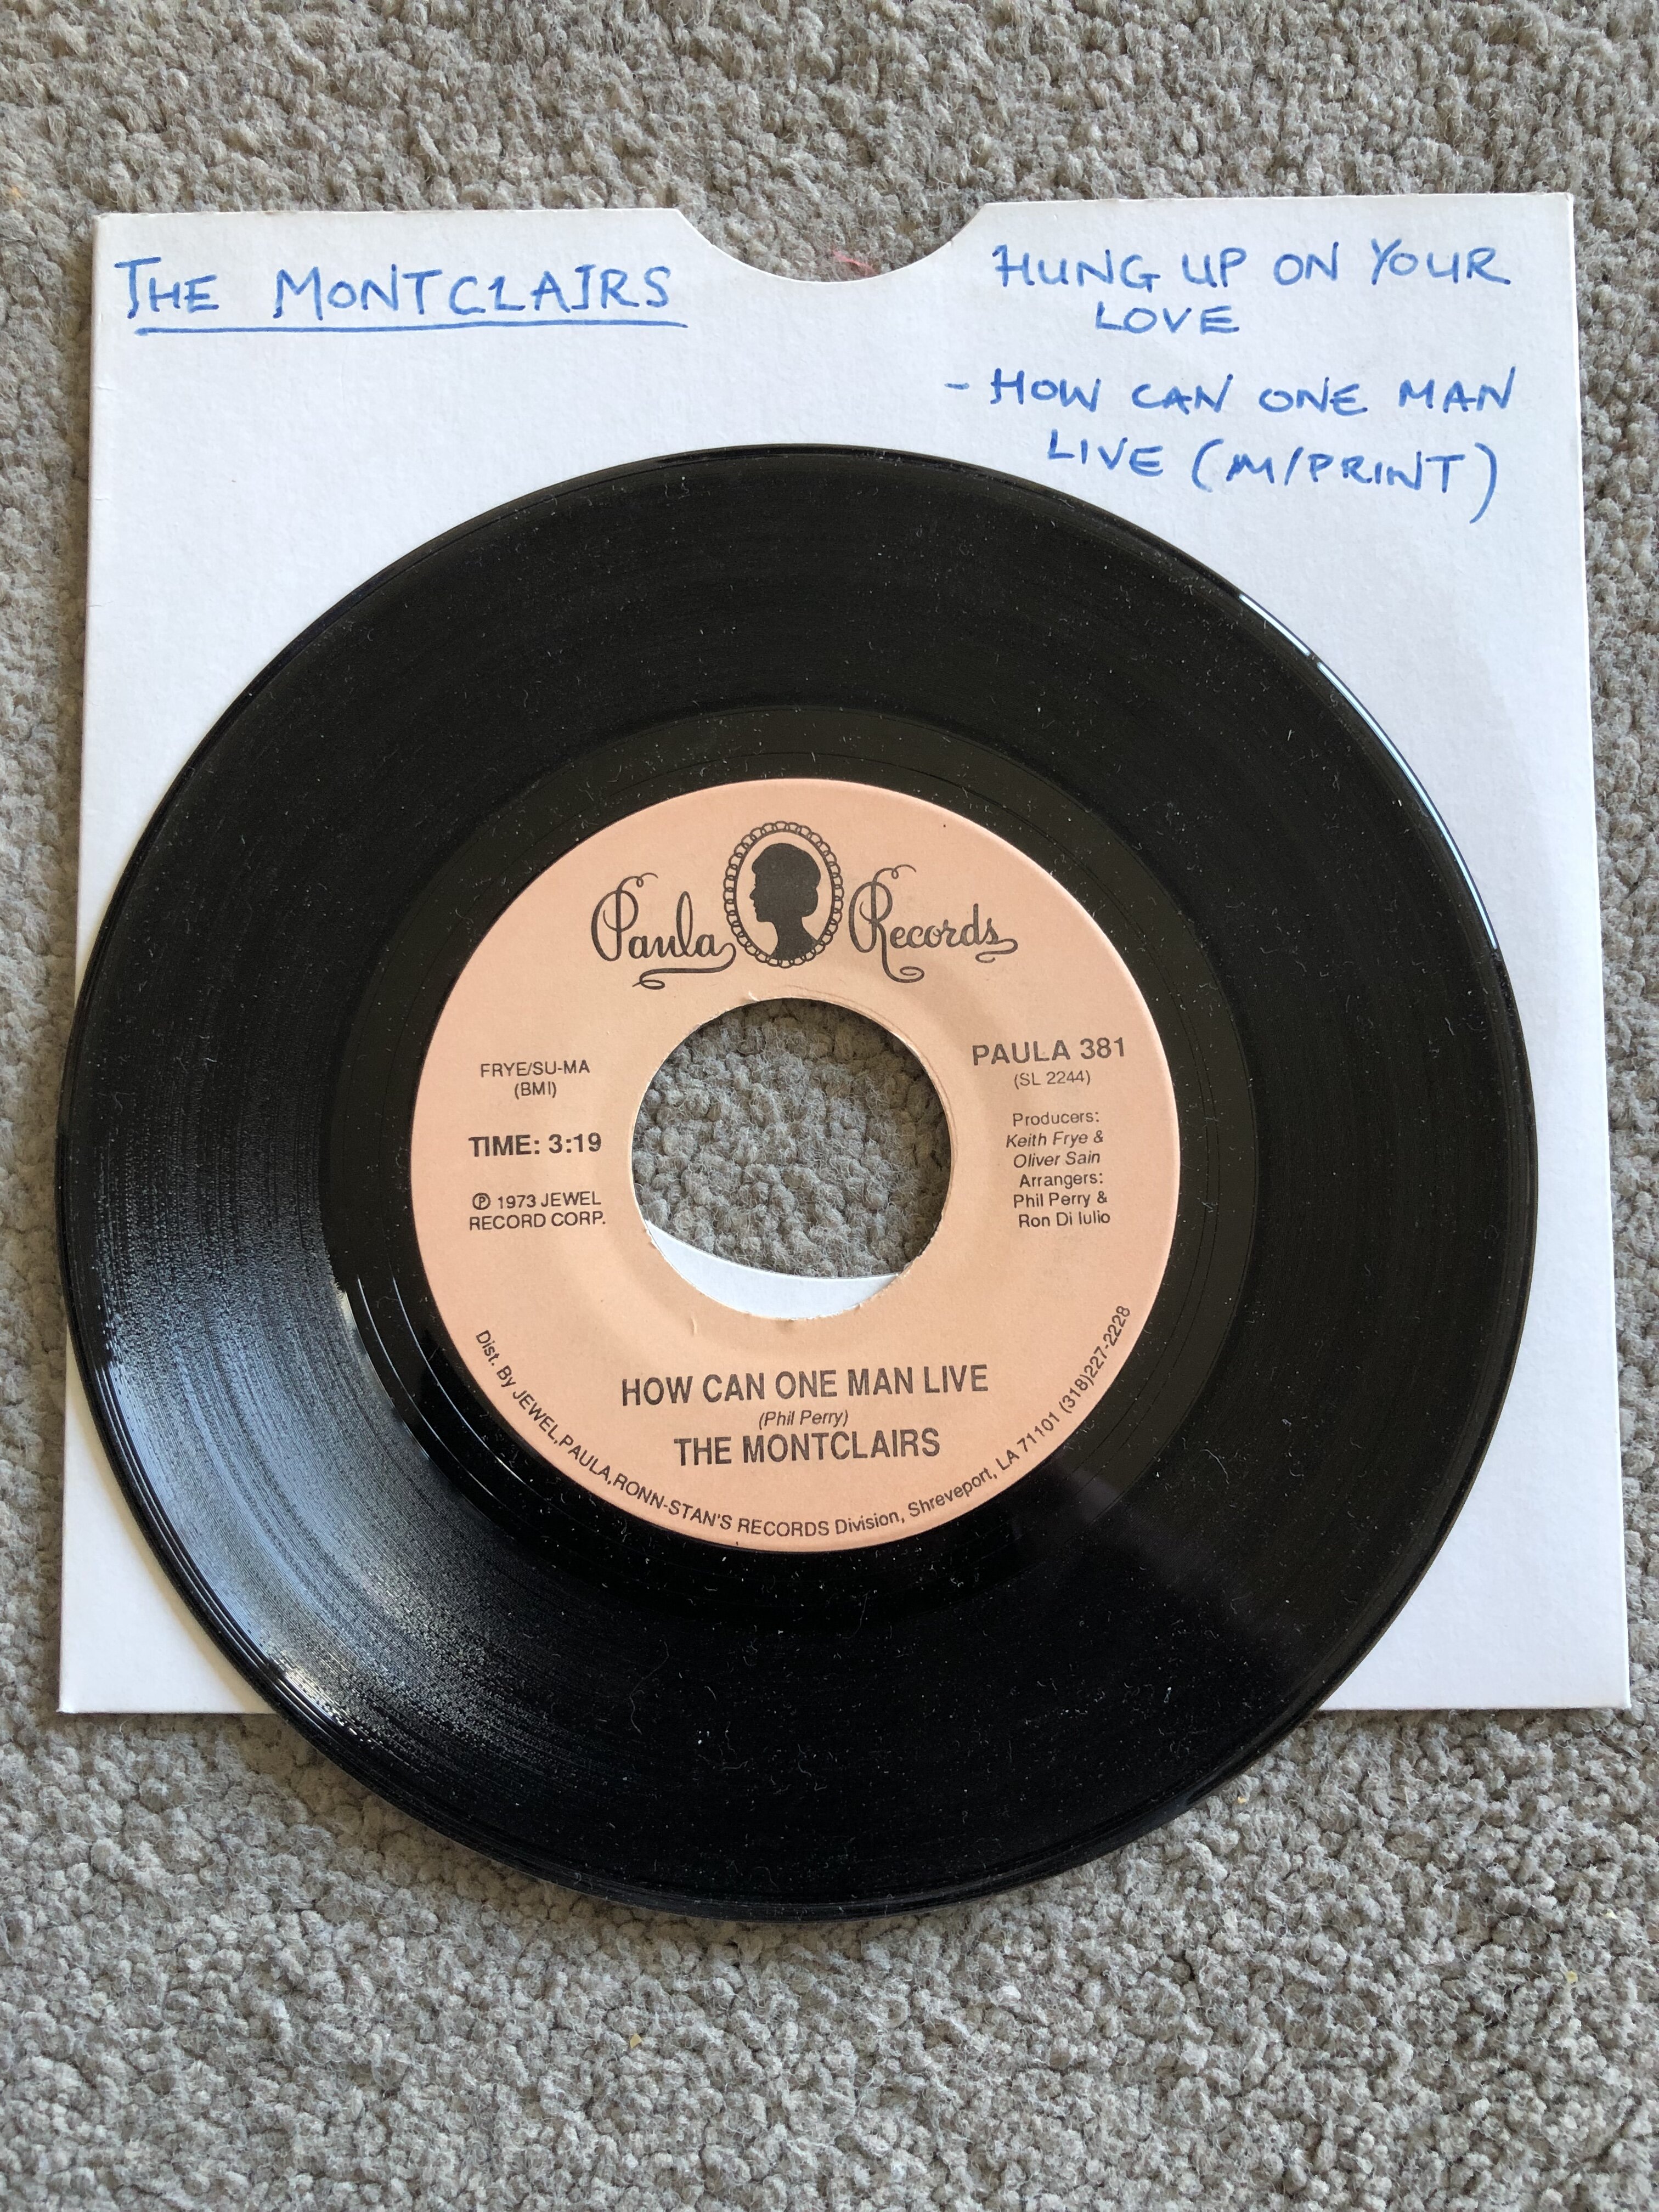 THE MONTCLAIRS
HUNG UP ON YOUR
LOVE
- HOW CAN ONE MAN
LIVE (M/PRINT)
Paula Records
FRYE/SU-MA
(BMI)
TIME: 3:19
℗ 1973 JEWEL
RECORD CORP.
PAULA 381
(SL 2244)
Producers:
Keith Frye &
Oliver Sain
Arrangers:
Phil Perry &
Ron Di Iulio
HOW CAN ONE MAN LIVE
(Phil Perry)
THE MONTCLAIRS
Dist. By JEWEL,PAULA,RONN-STAN'S RECORDS Division, Shreveport, LA 71101 (318)227-2228